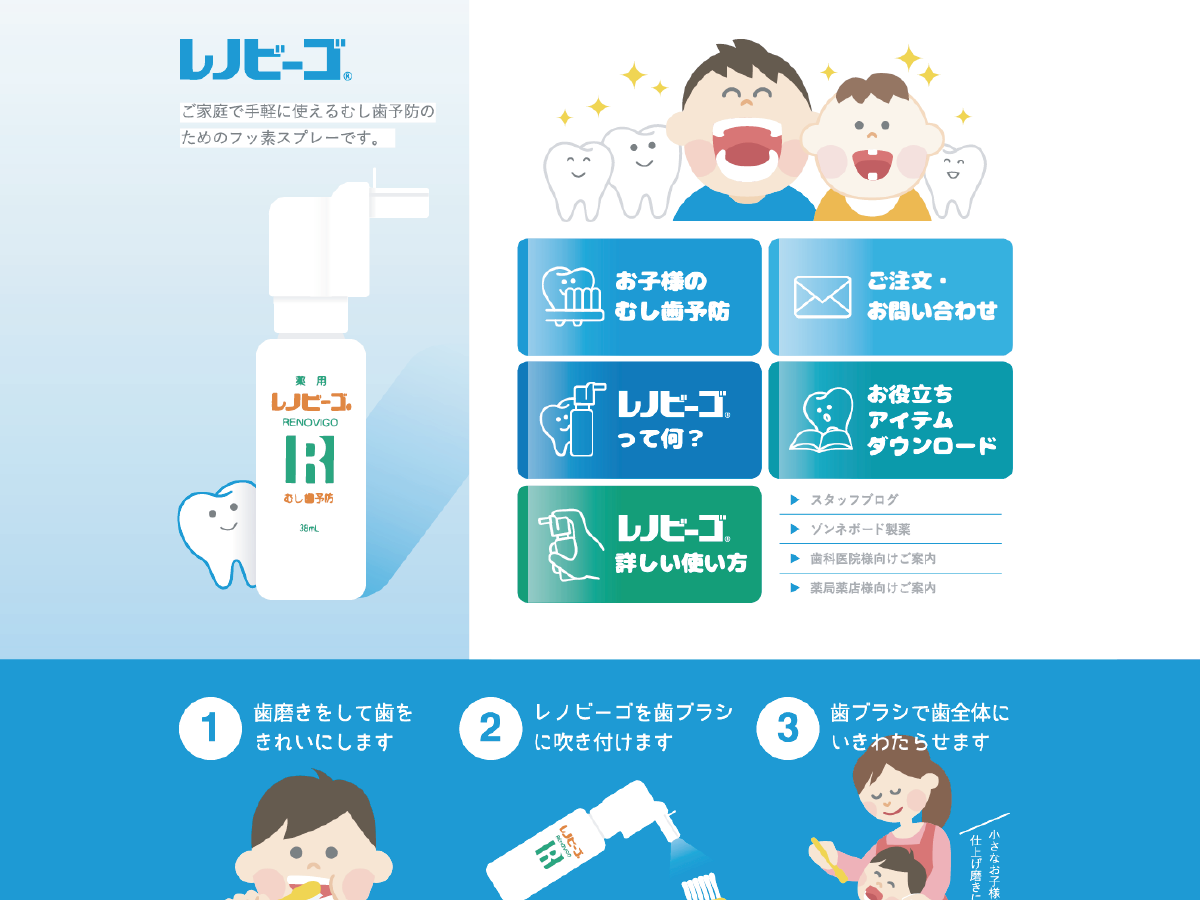 レノビーゴ®
ご家庭で手軽に使えるむし歯予防の
ためのフッ素スプレーです。
薬 用
レノビーゴ®
RENOVIGO
R
むし歯予防
38mL
お子様の
むし歯予防
ご注文・
お問い合わせ
レノビーゴ®
って何？
お役立ち
アイテム
ダウンロード
レノビーゴ®
詳しい使い方
スタッフブログ
ゾンネボード製薬
歯科医院様向けご案内
薬局薬店様向けご案内
1
歯磨きをして歯を
きれいにします
2
レノビーゴを歯ブラシ
に吹き付けます
レノビーゴ
RENOVIGO
R
3
歯ブラシで歯全体に
いきわたらせます
小さなお子様
仕上げ磨きに